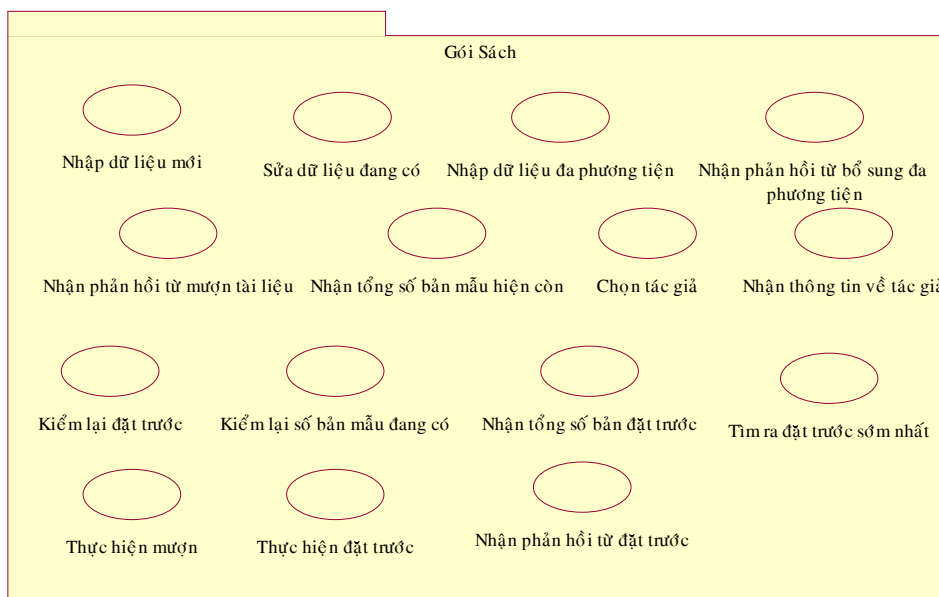 Gói Sách
Nhập dữ liệu mới
Sửa dữ liệu đang có
Nhập dữ liệu đa phương tiện
Nhận phản hồi từ bổ sung đa
phương tiện
Nhận phản hồi từ mượn tài liệu
Nhận tổng số bản mẫu hiện còn
Chọn tác giả
Nhận thông tin về tác giả
Kiểm lại đặt trước
Kiểm lại số bản mẫu đang có
Nhận tổng số bản đặt trước
Tìm ra đặt trước sớm nhất
Thực hiện mượn
Thực hiện đặt trước
Nhận phản hồi từ đặt trước